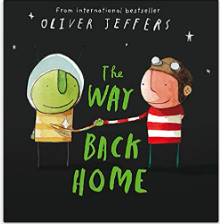 From international bestseller
OLIVER JEFFERS
The
WAY
BACK
HOME